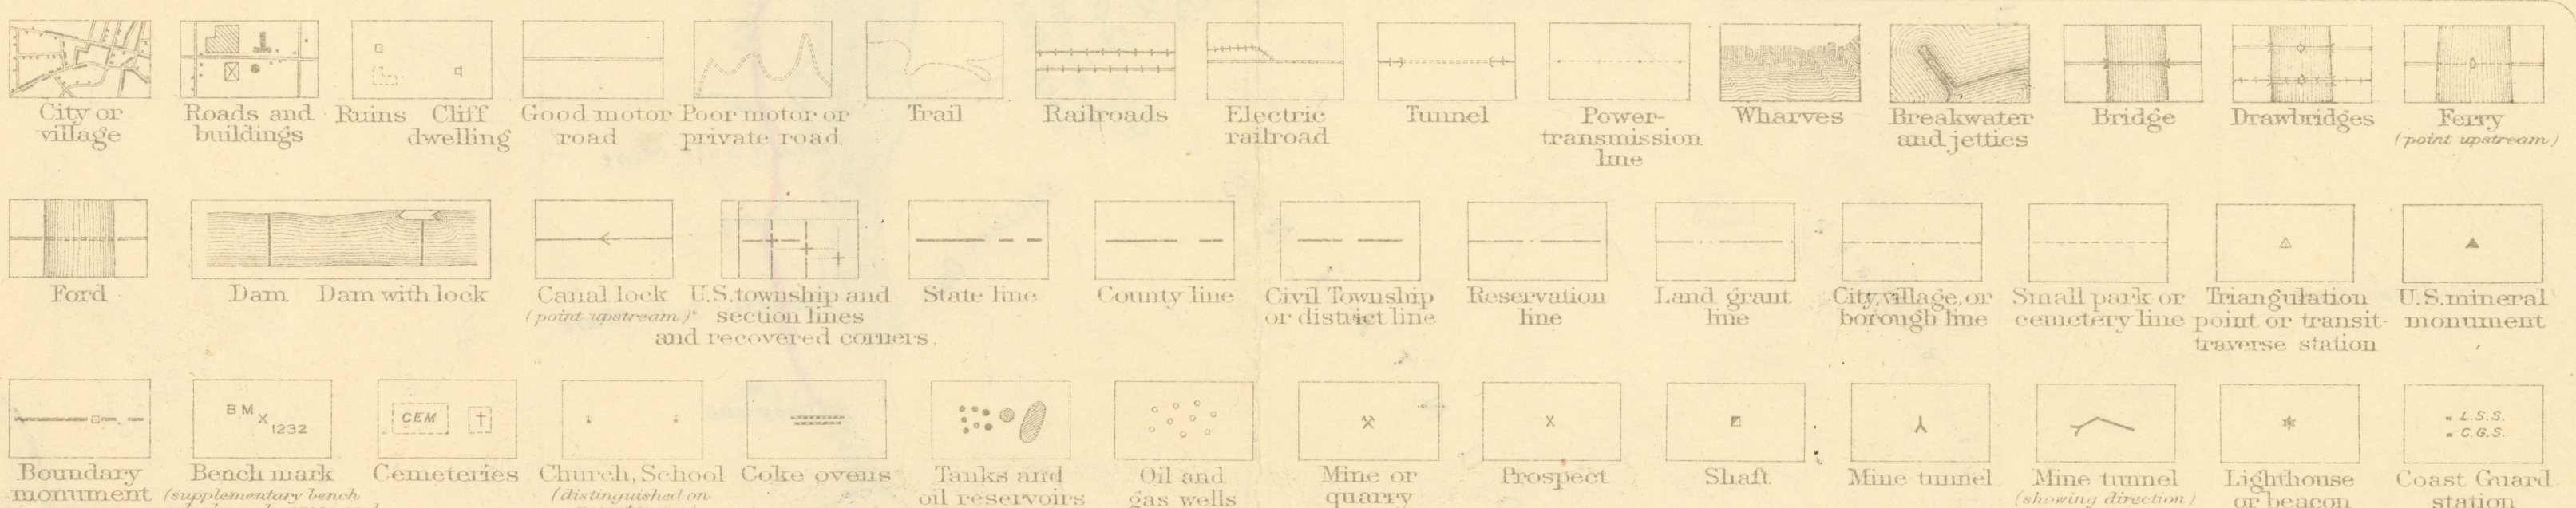 City or village
Roads and buildings
Ruins
Cliff dwelling
Good motor road
Poor motor or private road
Trail
Railroads
Electric railroad
Tunnel
Power-transmission line
Wharves
Breakwater and jetties
Bridge
Drawbridges
Ferry
(point upstream)
Ford
Dam
Dam with lock
Canal lock
(point upstream)
U.S. township and section lines and recovered corners.
State line
County line
Civil Township or district line
Reservation line
Land grant line
City, village, or borough line
Small park or cemetery line
Triangulation point or transit-traverse station
U.S. mineral monument
BM
1232
CEM
L.S.S.
C.G.S.
Boundary monument
Bench mark
(supplementary bench
Cemeteries
Church, School
(distinguished on
Coke ovens
Tanks and oil reservoirs
Oil and gas wells
Mine or quarry
Prospect
Shaft
Mine tunnel
Mine tunnel
(showing direction)
Lighthouse or beacon
Coast Guard station